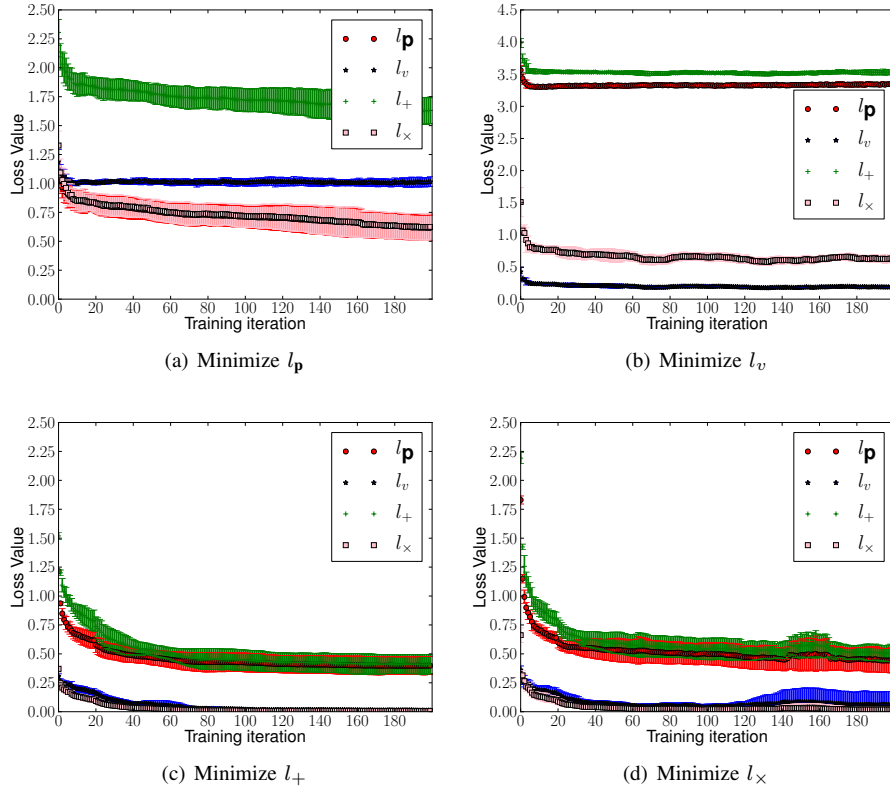 2.50
2.25
2.00
1.75
1.50
1.25
1.00
0.75
0.50
0.25
0.00
Loss Value
0 20 40 60 80 100 120 140 160 180
Training iteration
l_p
l_v
l_+
l_×
(a) Minimize l_p
4.5
4.0
3.5
3.0
2.5
2.0
1.5
1.0
0.5
0.0
Loss Value
0 20 40 60 80 100 120 140 160 180
Training iteration
l_p
l_v
l_+
l_×
(b) Minimize l_v
2.50
2.25
2.00
1.75
1.50
1.25
1.00
0.75
0.50
0.25
0.00
Loss Value
0 20 40 60 80 100 120 140 160 180
Training iteration
l_p
l_v
l_+
l_×
(c) Minimize l_+
2.50
2.25
2.00
1.75
1.50
1.25
1.00
0.75
0.50
0.25
0.00
Loss Value
0 20 40 60 80 100 120 140 160 180
Training iteration
l_p
l_v
l_+
l_×
(d) Minimize l_×